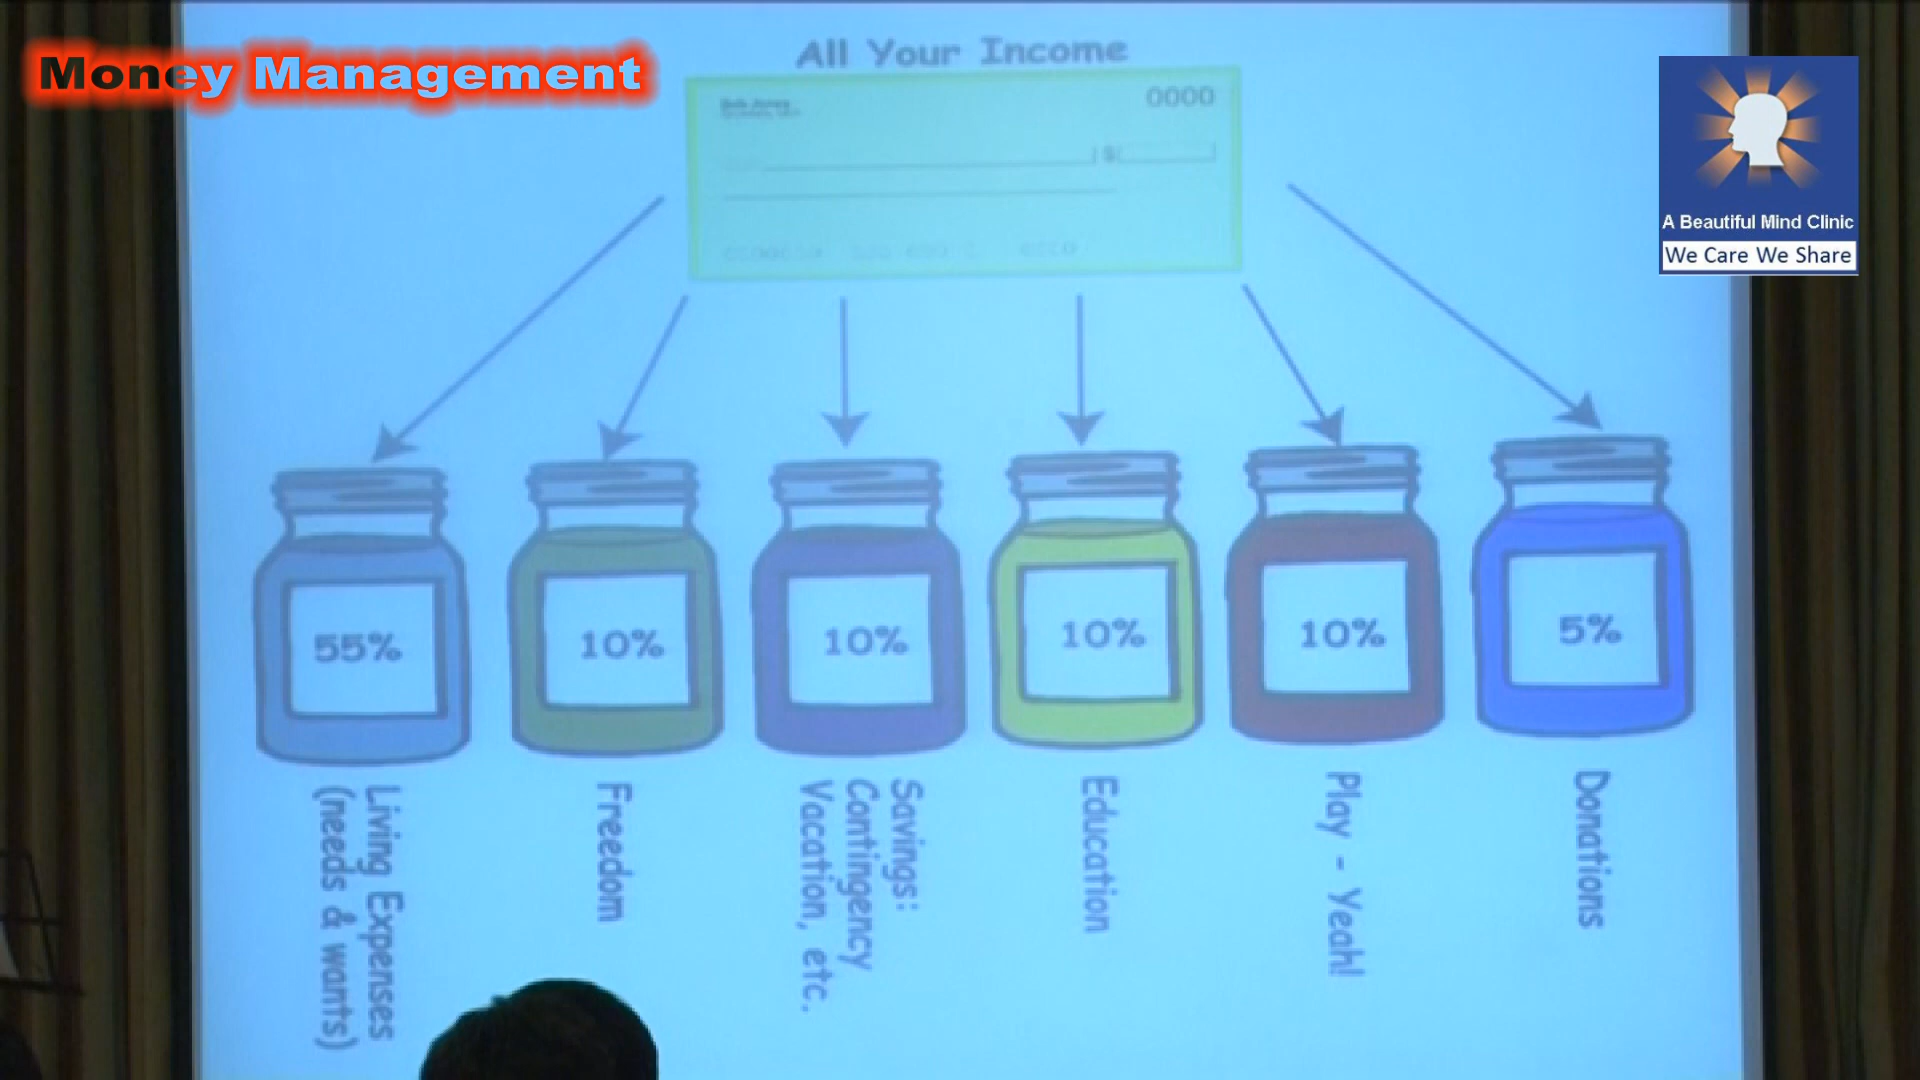 Money Management
All Your Income
0000
$
A Beautiful Mind Clinic
We Care We Share
55%
10%
10%
10%
10%
5%
Living Expenses
(needs & wants)
Freedom
Savings:
Contingency
Vacation, etc.
Education
Play - Yeah!
Donations